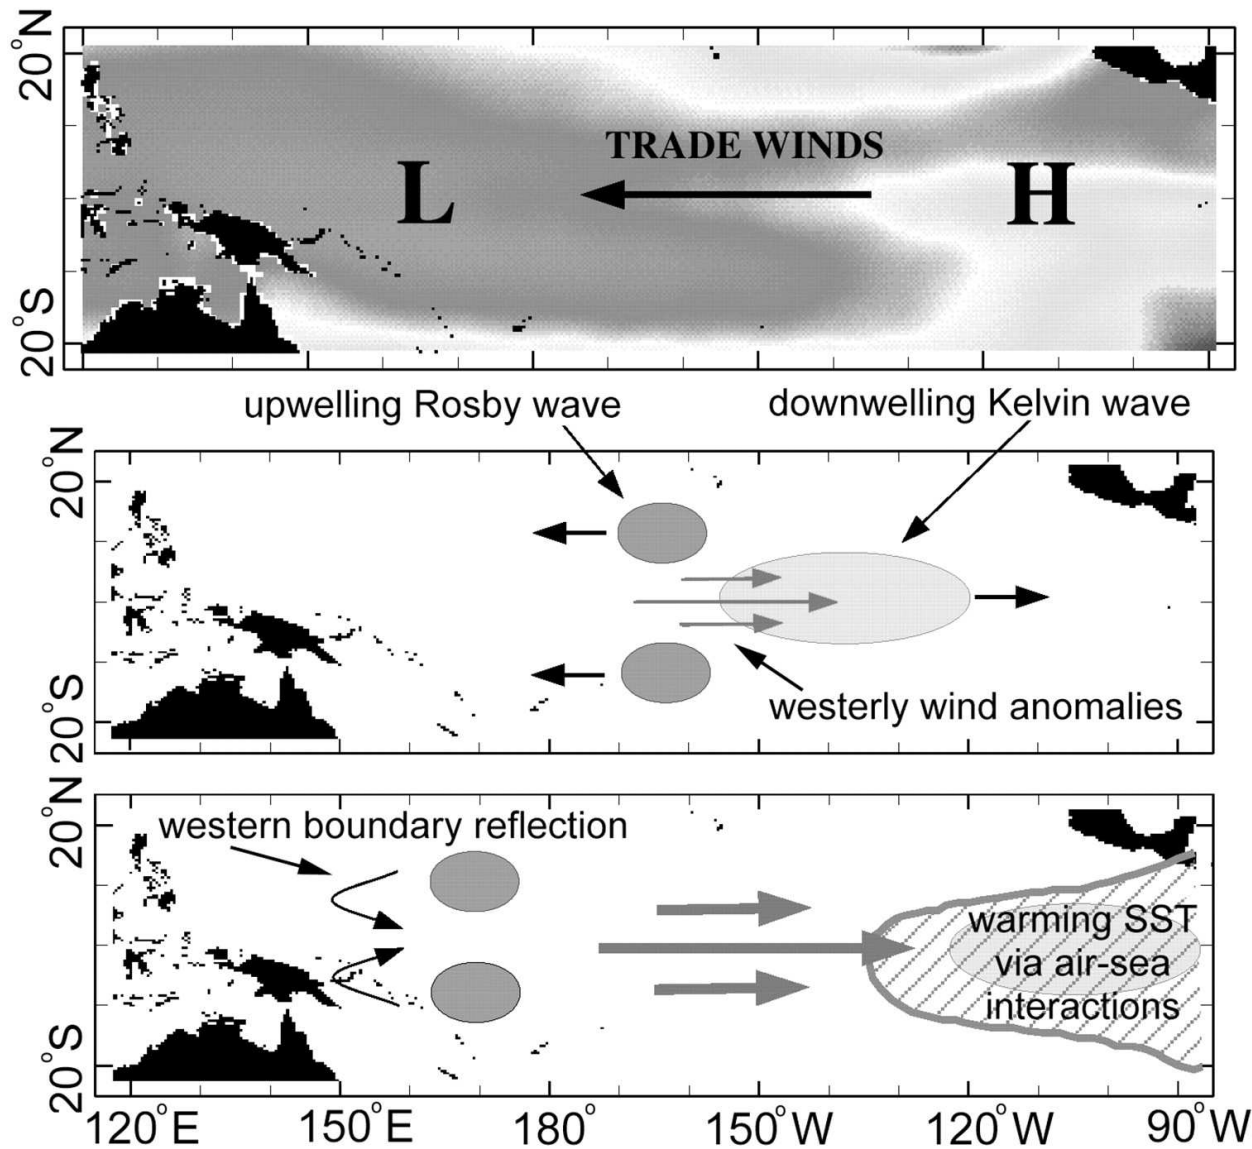 20°N
TRADE WINDS
L
H
20°S
upwelling Rosby wave
downwelling Kelvin wave
20°N
westerly wind anomalies
20°S
20°N
western boundary reflection
warming SST
via air-sea
interactions
20°S
120°E 150°E 180° 150°W 120°W 90°W